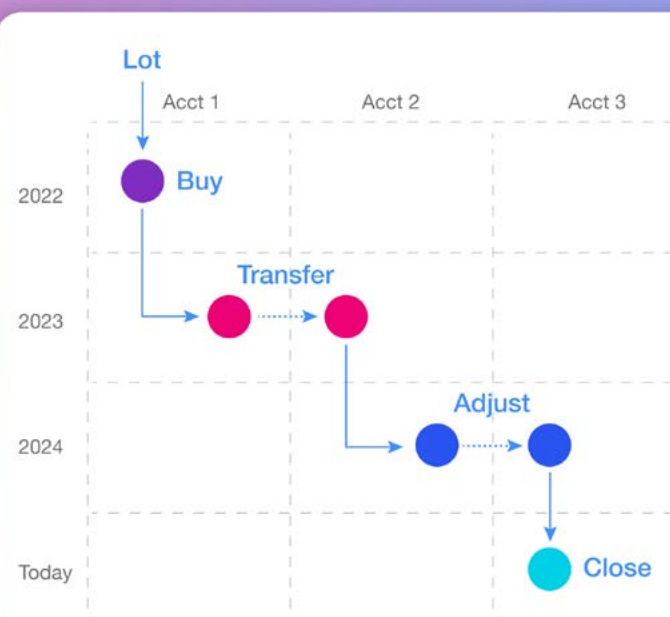 Lot
Acct 1 Acct 2 Acct 3
2022 Buy
Transfer
2023
Adjust
2024
Today Close